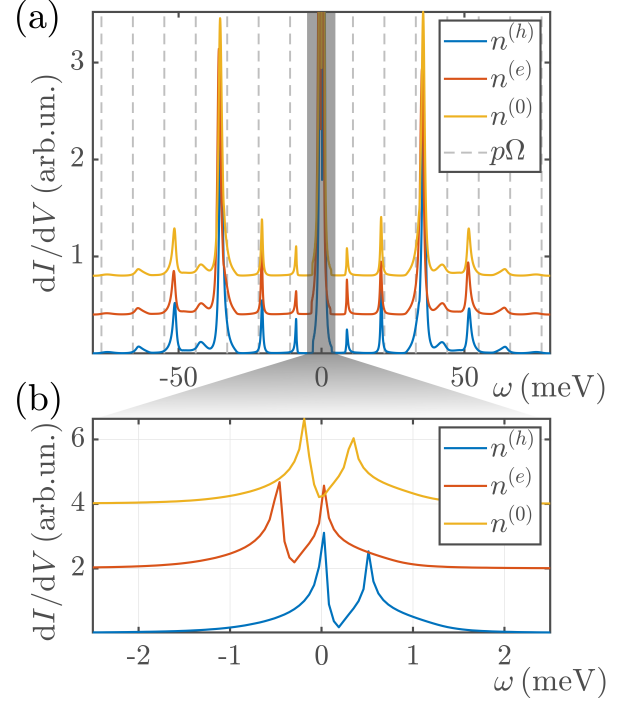 (a)
dI/dV (arb.un.)
3
2
1
n^{(h)}
n^{(e)}
n^{(0)}
pΩ
-50
0
50
ω (meV)
(b)
dI/dV (arb.un.)
6
4
2
n^{(h)}
n^{(e)}
n^{(0)}
-2
-1
0
1
2
ω (meV)